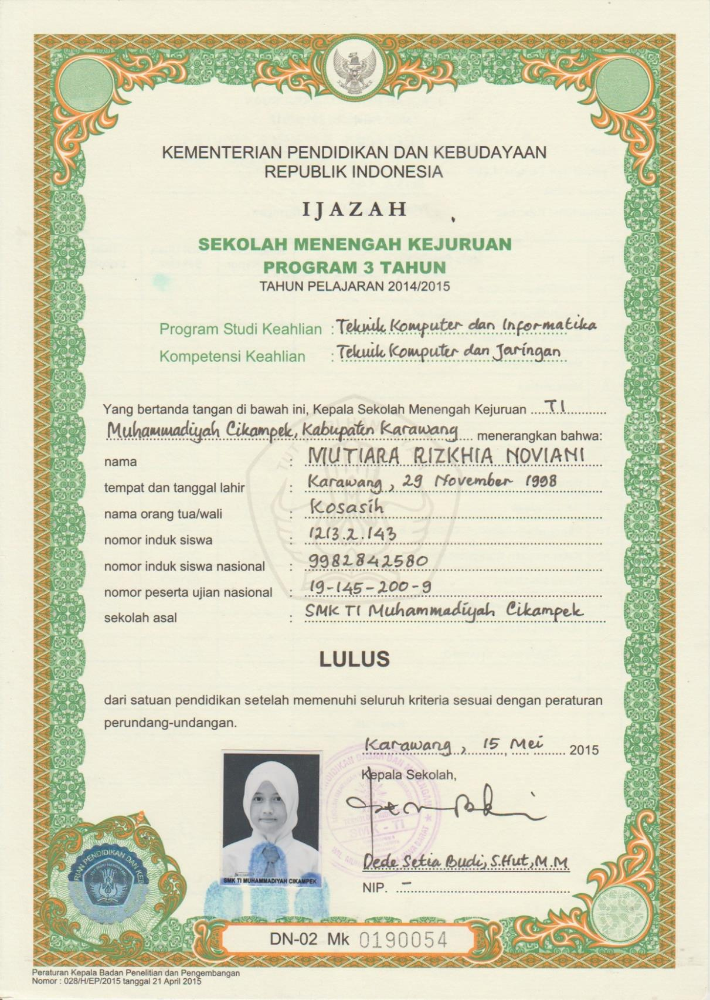 KEMENTERIAN PENDIDIKAN DAN KEBUDAYAAN
REPUBLIK INDONESIA
IJAZAH
SEKOLAH MENENGAH KEJURUAN
PROGRAM 3 TAHUN
TAHUN PELAJARAN 2014/2015
Program Studi Keahlian : Teknik Komputer dan Informatika
Kompetensi Keahlian : Teknik Komputer dan Jaringan
Yang bertanda tangan di bawah ini, Kepala Sekolah Menengah Kejuruan TI
Muhammadiyah Cikampek, Kabupaten Karawang menerangkan bahwa:
nama : MUTIARA RIZKHIA NOVIANI
tempat dan tanggal lahir : Karawang, 29 November 1998
nama orang tua/wali : Kosasih
nomor induk siswa : 1213.2.143
nomor induk siswa nasional : 9982842580
nomor peserta ujian nasional : 19-145-200-9
sekolah asal : SMK TI Muhammadiyah Cikampek
LULUS
dari satuan pendidikan setelah memenuhi seluruh kriteria sesuai dengan peraturan
perundang-undangan.
Karawang, 15 Mei 2015
Kepala Sekolah,
SMK - TI
Dede Setia Budi, S.Hut, M.M
NIP. -
SMK TI MUHAMMADIYAH CIKAMPEK
DN-02 Mk 0190054
Peraturan Kepala Badan Penelitian dan Pengembangan
Nomor : 028/H/EP/2015 tanggal 21 April 2015